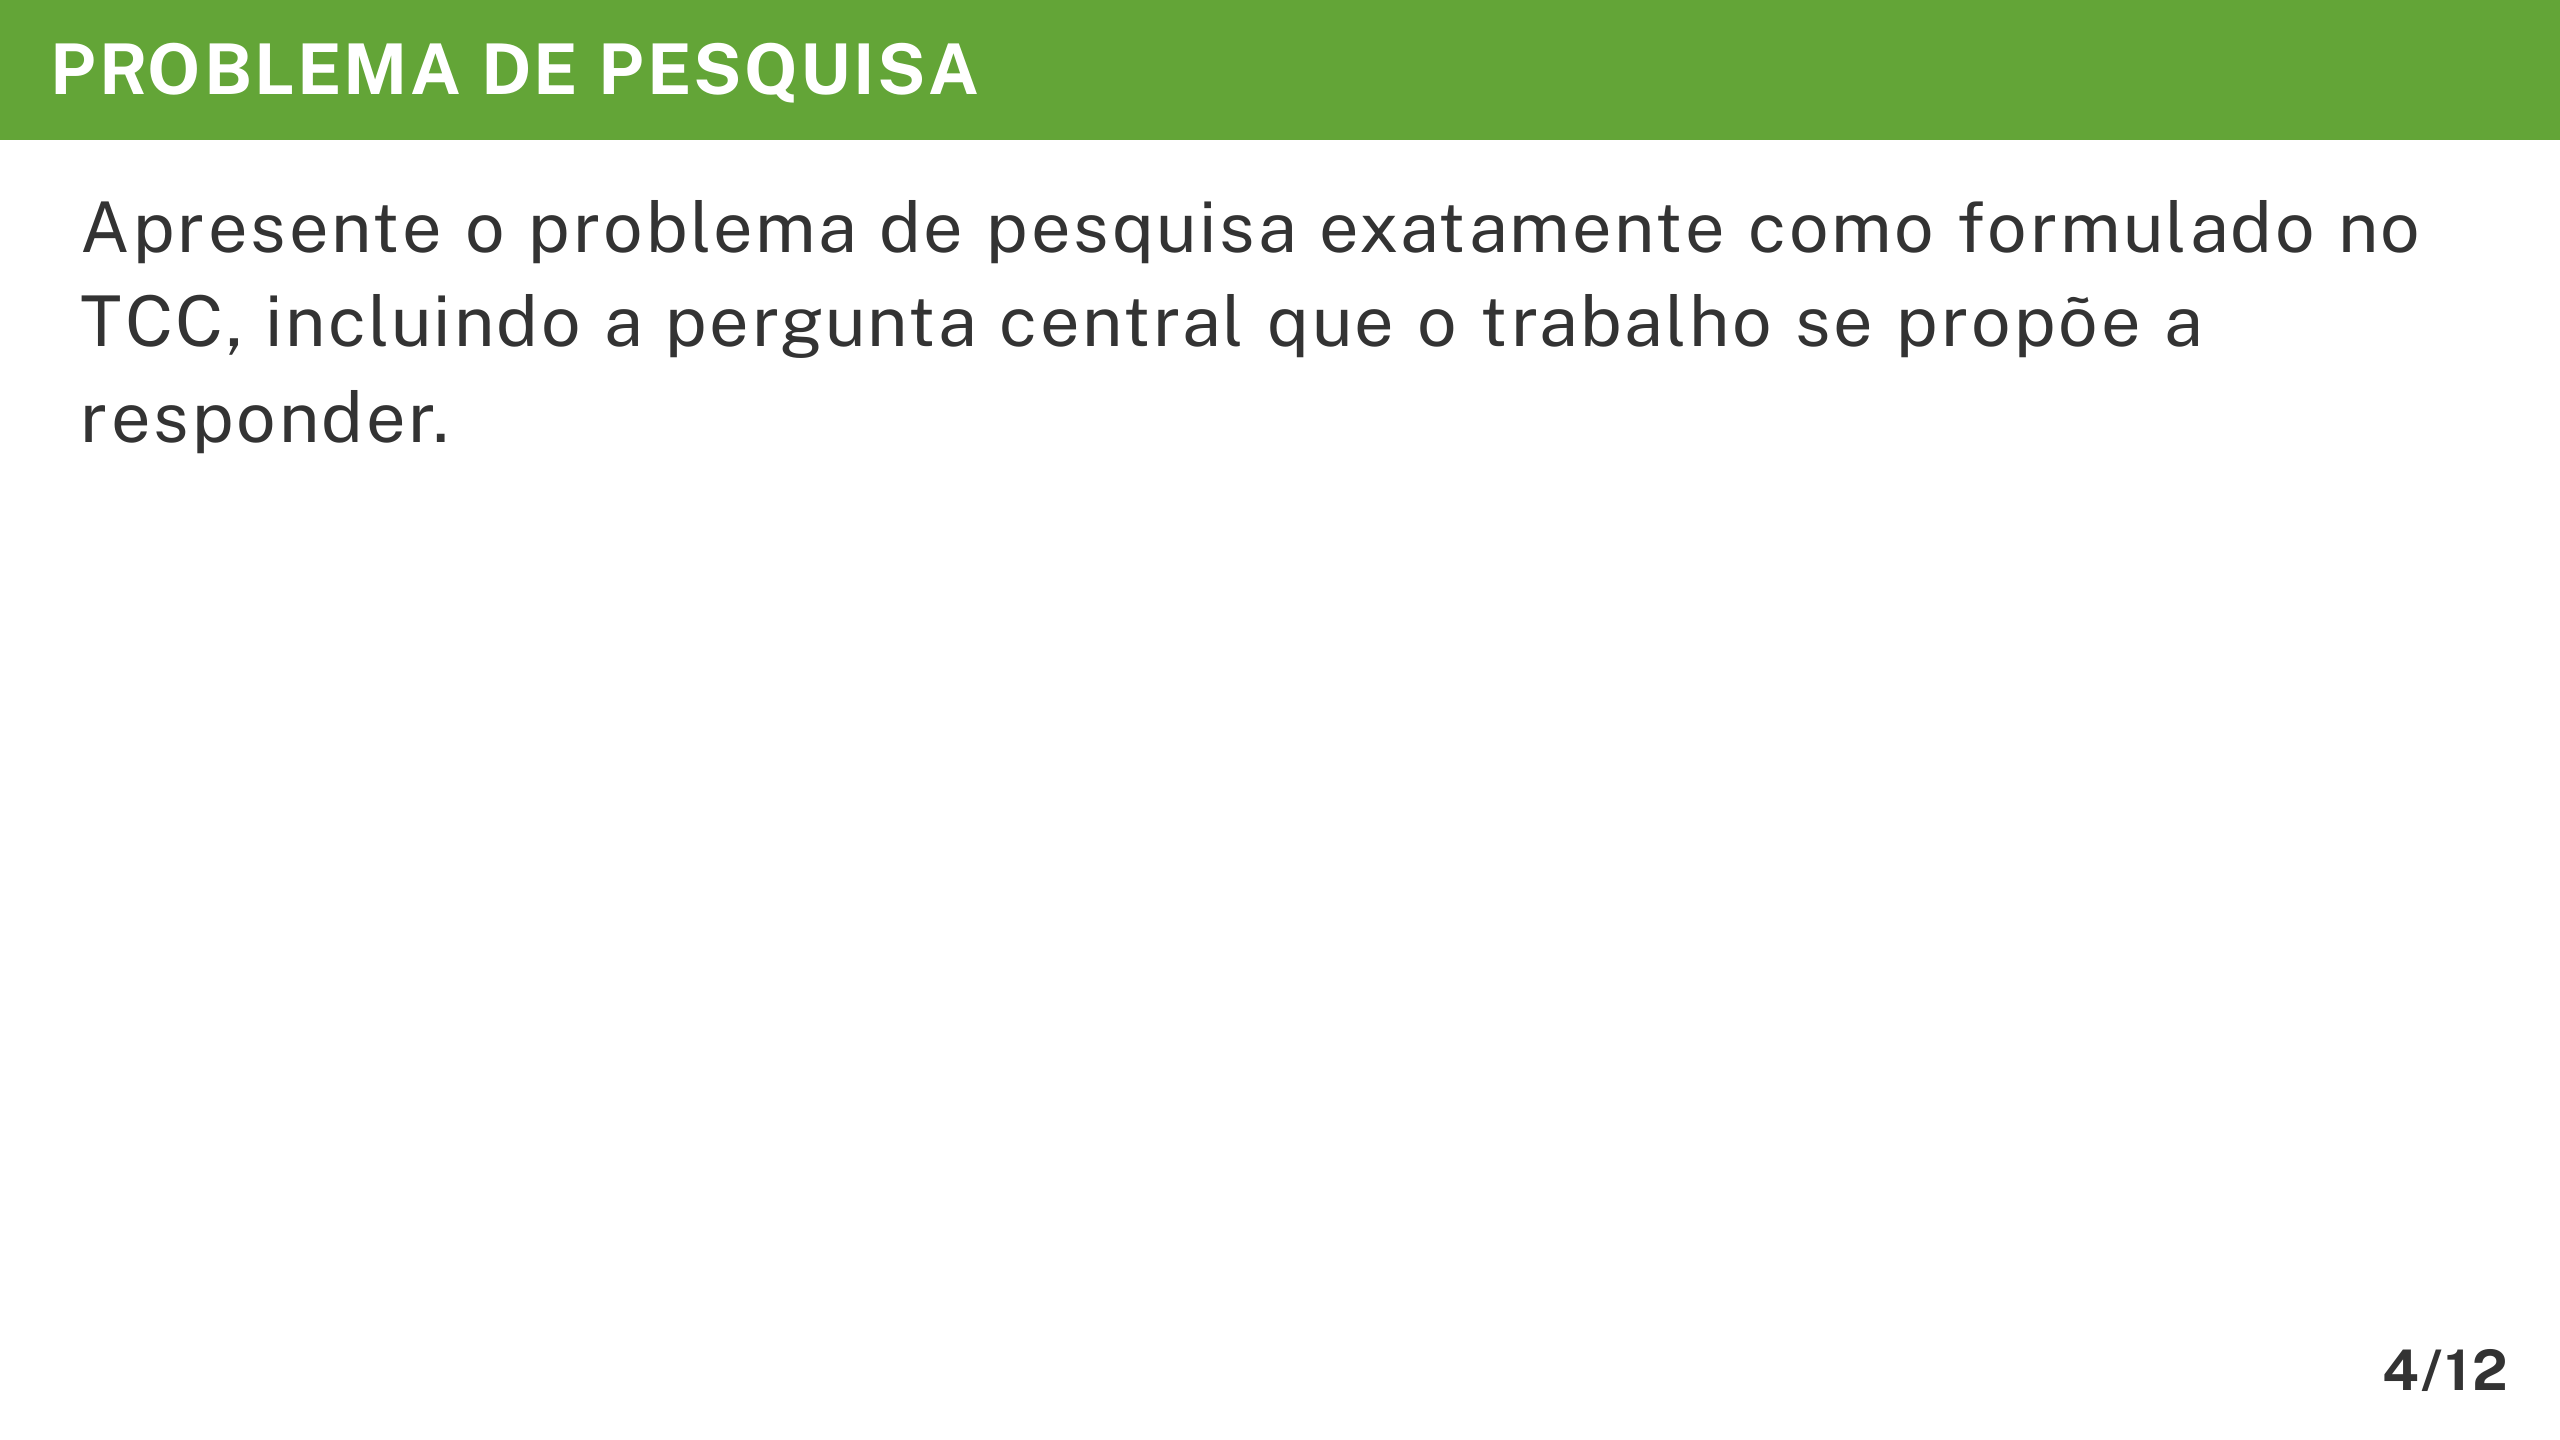 PROBLEMA DE PESQUISA
Apresente o problema de pesquisa exatamente como formulado no
TCC, incluindo a pergunta central que o trabalho se propõe a
responder.
4/12